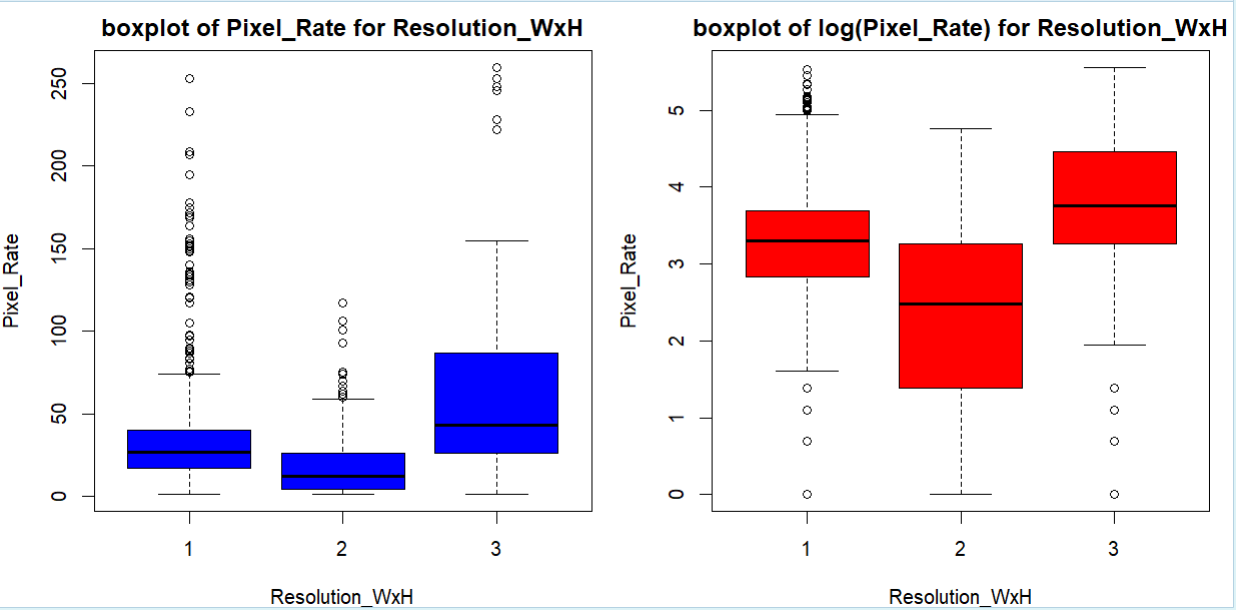 boxplot of Pixel_Rate for Resolution_WxH
Pixel_Rate
250
200
150
100
50
0
1 2 3
Resolution_WxH
boxplot of log(Pixel_Rate) for Resolution_WxH
Pixel_Rate
5
4
3
2
1
0
1 2 3
Resolution_WxH